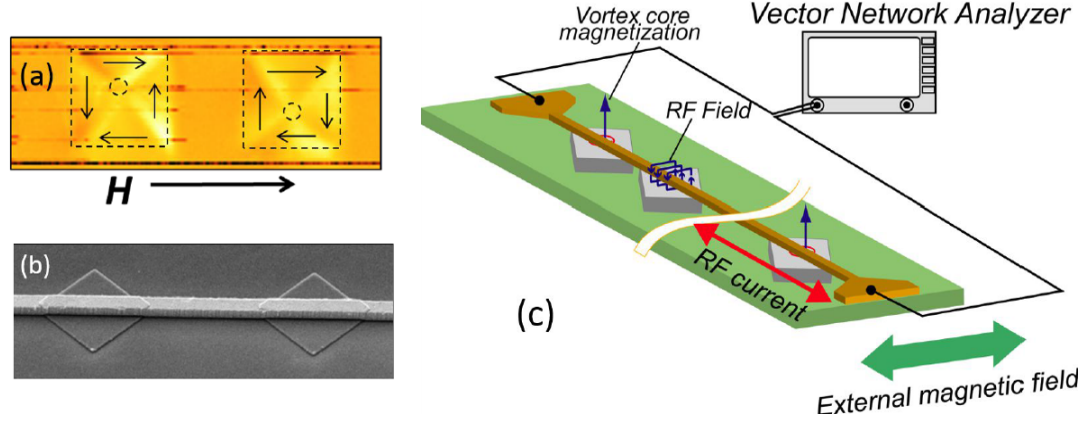 (a)
H
(b)
Vortex core
magnetization
Vector Network Analyzer
RF Field
RF current
(c)
External magnetic field